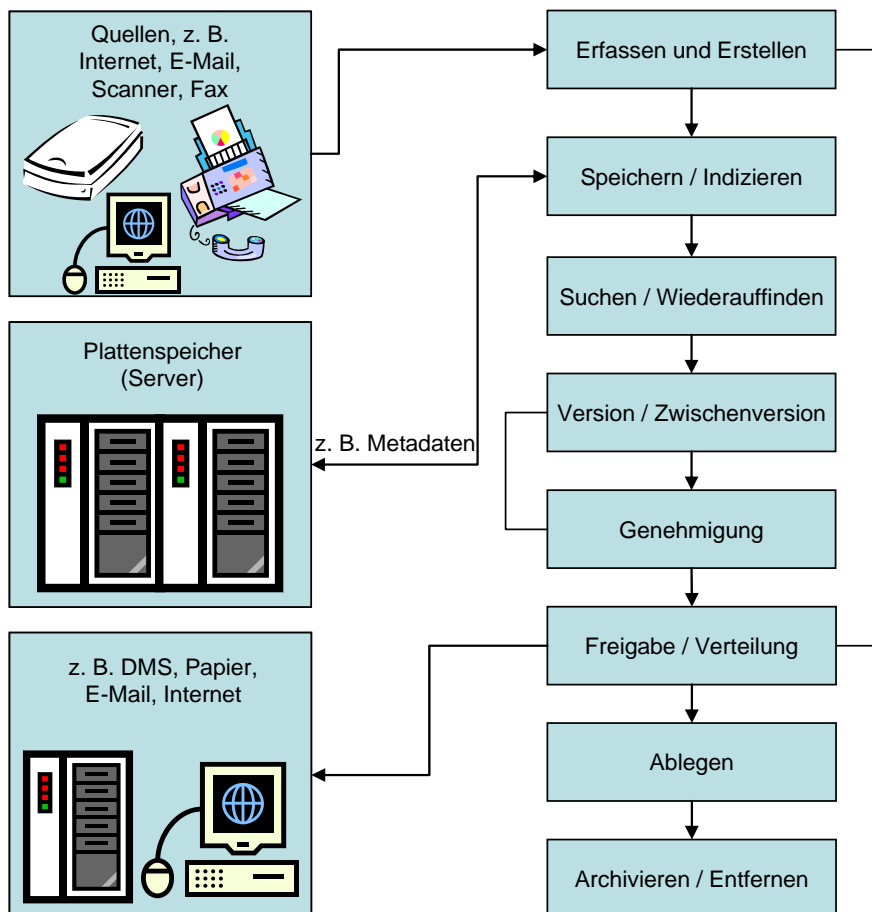 Quellen, z. B.
Internet, E-Mail,
Scanner, Fax
Plattenspeicher
(Server)
z. B. Metadaten
z. B. DMS, Papier,
E-Mail, Internet
Erfassen und Erstellen
Speichern / Indizieren
Suchen / Wiederauffinden
Version / Zwischenversion
Genehmigung
Freigabe / Verteilung
Ablegen
Archivieren / Entfernen